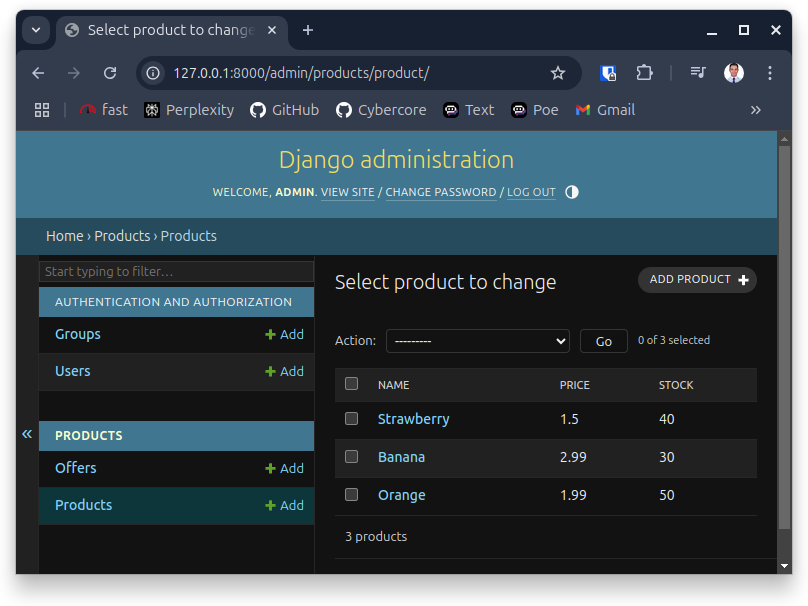 Select product to change
127.0.0.1:8000/admin/products/product/
fast Perplexity GitHub Cybercore Text Poe Gmail »
Django administration
WELCOME, ADMIN. VIEW SITE / CHANGE PASSWORD / LOG OUT
Home › Products › Products
Start typing to filter…
AUTHENTICATION AND AUTHORIZATION
Groups + Add
Users + Add
«
PRODUCTS
Offers + Add
Products + Add
Select product to change
ADD PRODUCT +
Action: --------- Go 0 of 3 selected
NAME PRICE STOCK
Strawberry 1.5 40
Banana 2.99 30
Orange 1.99 50
3 products